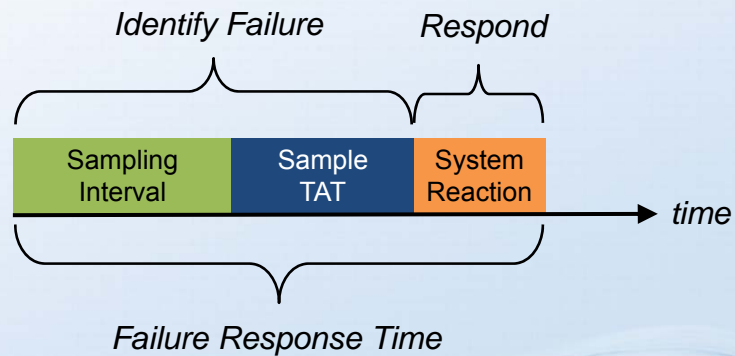 Identify Failure
Respond
Sampling
Interval
Sample
TAT
System
Reaction
time
Failure Response Time